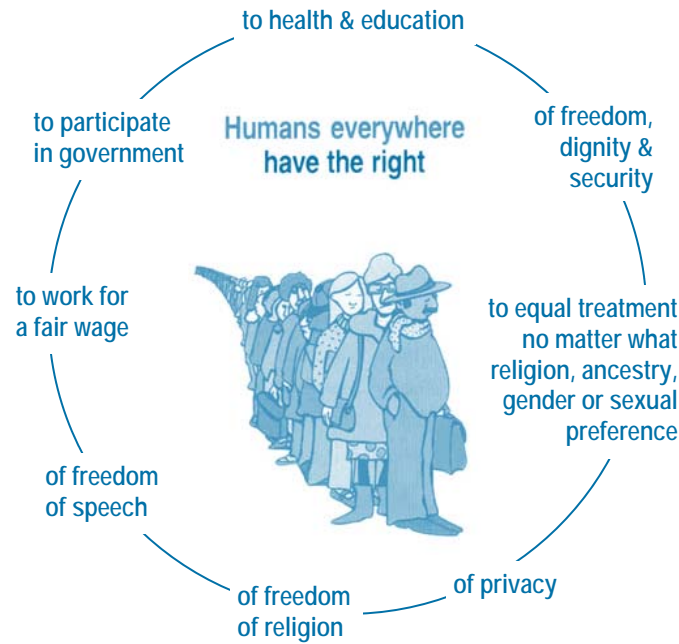 to health & education
Humans everywhere
have the right
of freedom,
dignity &
security
to equal treatment
no matter what
religion, ancestry,
gender or sexual
preference
of privacy
of freedom
of religion
of freedom
of speech
to work for
a fair wage
to participate
in government